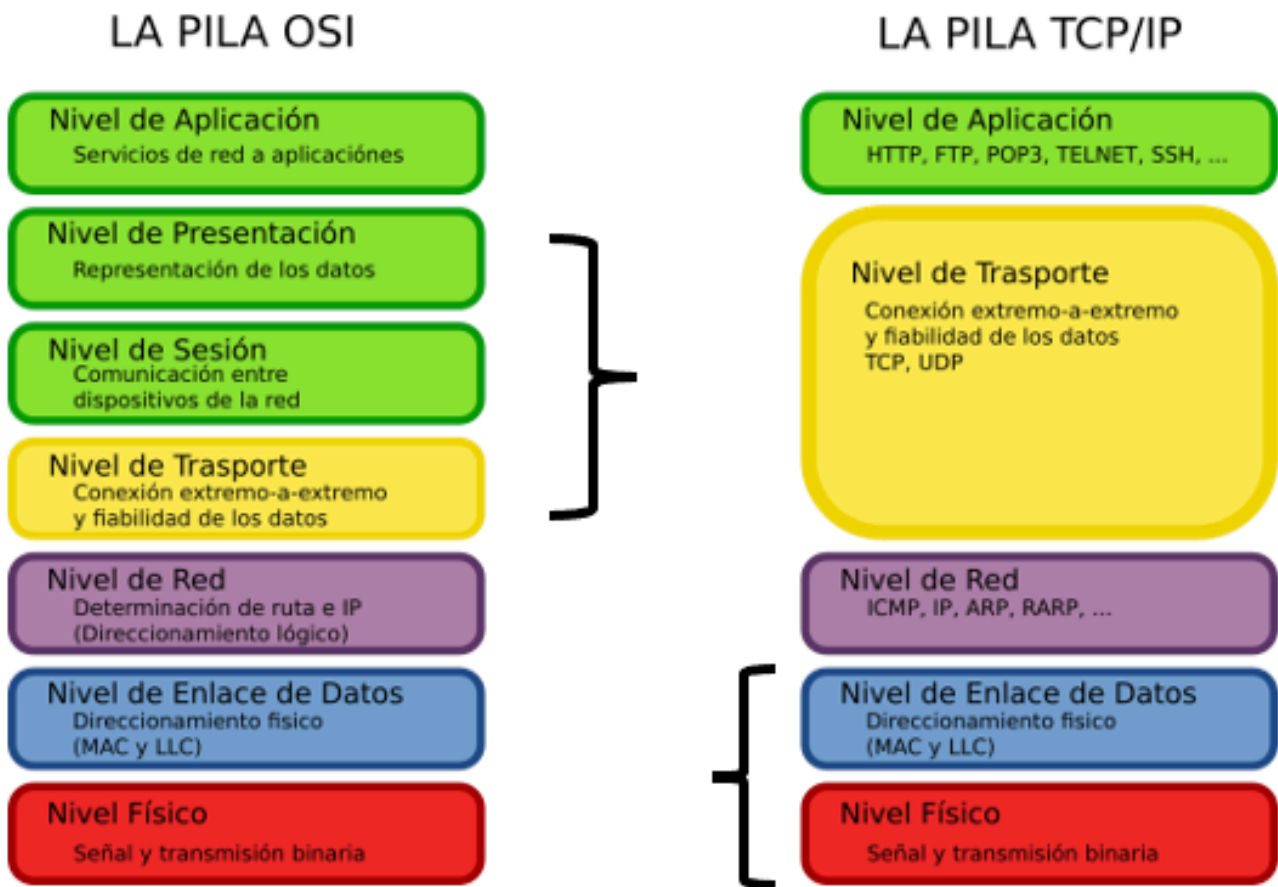 LA PILA OSI
Nivel de Aplicación
Servicios de red a aplicaciónes
Nivel de Presentación
Representación de los datos
Nivel de Sesión
Comunicación entre
dispositivos de la red
Nivel de Trasporte
Conexión extremo-a-extremo
y fiabilidad de los datos
Nivel de Red
Determinación de ruta e IP
(Direccionamiento lógico)
Nivel de Enlace de Datos
Direccionamiento fisico
(MAC y LLC)
Nivel Físico
Señal y transmisión binaria
LA PILA TCP/IP
Nivel de Aplicación
HTTP, FTP, POP3, TELNET, SSH, ...
Nivel de Trasporte
Conexión extremo-a-extremo
y fiabilidad de los datos
TCP, UDP
Nivel de Red
ICMP, IP, ARP, RARP, ...
Nivel de Enlace de Datos
Direccionamiento fisico
(MAC y LLC)
Nivel Físico
Señal y transmisión binaria